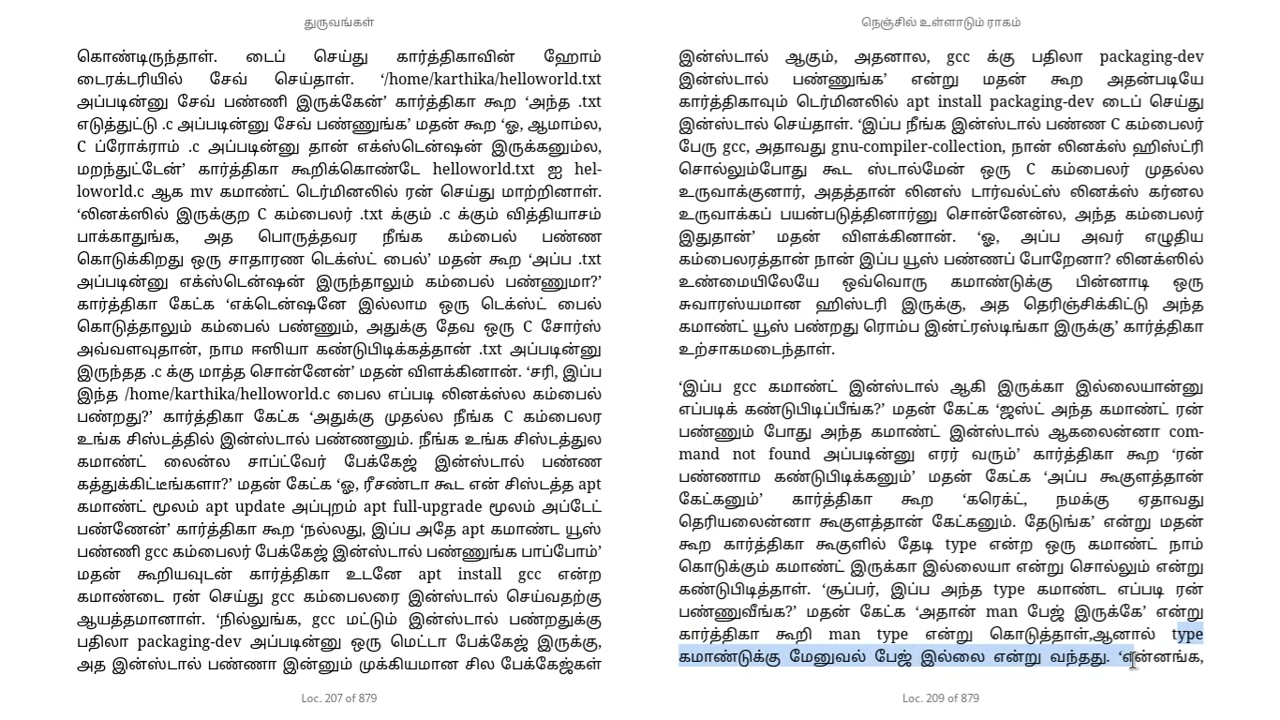 துருவங்கள்
கொண்டிருந்தாள். டைப் செய்து கார்த்திகாவின் ஹோம்
டைரக்டரியில் சேவ் செய்தாள். ‘/home/karthika/helloworld.txt
அப்படின்னு சேவ் பண்ணி இருக்கேன்’ கார்த்திகா கூற ‘அந்த .txt
எடுத்துட்டு .c அப்படின்னு சேவ் பண்ணுங்க’ மதன் கூற ‘ஓ, ஆமாம்ல,
C ப்ரோக்ராம் .c அப்படின்னு தான் எக்ஸ்டென்ஷன் இருக்கனும்ல,
மறந்துட்டேன்’ கார்த்திகா கூறிக்கொண்டே helloworld.txt ஐ hel-
loworld.c ஆக mv கமாண்ட் டெர்மினலில் ரன் செய்து மாற்றினாள்.
‘லினக்ஸில் இருக்குற C கம்பைலர் .txt க்கும் .c க்கும் வித்தியாசம்
பாக்காதுங்க, அத பொருத்தவர நீங்க கம்பைல் பண்ண
கொடுக்கிறது ஒரு சாதாரண டெக்ஸ்ட் பைல்’ மதன் கூற ‘அப்ப .txt
அப்படின்னு எக்ஸ்டென்ஷன் இருந்தாலும் கம்பைல் பண்ணுமா?’
கார்த்திகா கேட்க ‘எக்டென்ஷனே இல்லாம ஒரு டெக்ஸ்ட் பைல்
கொடுத்தாலும் கம்பைல் பண்ணும், அதுக்கு தேவ ஒரு C சோர்ஸ்
அவ்வளவுதான், நாம ஈஸியா கண்டுபிடிக்கத்தான் .txt அப்படின்னு
இருந்தத .c க்கு மாத்த சொன்னேன்’ மதன் விளக்கினான். ‘சரி, இப்ப
இந்த /home/karthika/helloworld.c பைல எப்படி லினக்ஸ்ல கம்பைல்
பண்றது?’ கார்த்திகா கேட்க ‘அதுக்கு முதல்ல நீங்க C கம்பைலர
உங்க சிஸ்டத்தில் இன்ஸ்டால் பண்ணனும். நீங்க உங்க சிஸ்டத்துல
கமாண்ட் லைன்ல சாப்ட்வேர் பேக்கேஜ் இன்ஸ்டால் பண்ண
கத்துக்கிட்டீங்களா?’ மதன் கேட்க ‘ஓ, ரீசண்டா கூட என் சிஸ்டத்த apt
கமாண்ட் மூலம் apt update அப்புறம் apt full-upgrade மூலம் அப்டேட்
பண்ணேன்’ கார்த்திகா கூற ‘நல்லது, இப்ப அதே apt கமாண்ட யூஸ்
பண்ணி gcc கம்பைலர் பேக்கேஜ் இன்ஸ்டால் பண்ணுங்க பாப்போம்’
மதன் கூறியவுடன் கார்த்திகா உடனே apt install gcc என்ற
கமாண்டை ரன் செய்து gcc கம்பைலரை இன்ஸ்டால் செய்வதற்கு
ஆயத்தமானாள். ‘நில்லுங்க, gcc மட்டும் இன்ஸ்டால் பண்றதுக்கு
பதிலா packaging-dev அப்படின்னு ஒரு மெட்டா பேக்கேஜ் இருக்கு,
அத இன்ஸ்டால் பண்ணா இன்னும் முக்கியமான சில பேக்கேஜ்கள்
Loc. 207 of 879
நெஞ்சில் உள்ளாடும் ராகம்
இன்ஸ்டால் ஆகும், அதனால, gcc க்கு பதிலா packaging-dev
இன்ஸ்டால் பண்ணுங்க’ என்று மதன் கூற அதன்படியே
கார்த்திகாவும் டெர்மினலில் apt install packaging-dev டைப் செய்து
இன்ஸ்டால் செய்தாள். ‘இப்ப நீங்க இன்ஸ்டால் பண்ண C கம்பைலர்
பேரு gcc, அதாவது gnu-compiler-collection, நான் லினக்ஸ் ஹிஸ்ட்ரி
சொல்லும்போது கூட ஸ்டால்மேன் ஒரு C கம்பைலர் முதல்ல
உருவாக்குனார், அதத்தான் லினஸ் டார்வல்ட்ஸ் லினக்ஸ் கர்னல
உருவாக்கப் பயன்படுத்தினார்னு சொன்னேன்ல, அந்த கம்பைலர்
இதுதான்’ மதன் விளக்கினான். ‘ஓ, அப்ப அவர் எழுதிய
கம்பைலரத்தான் நான் இப்ப யூஸ் பண்ணப் போறேனா? லினக்ஸில்
உண்மையிலேயே ஒவ்வொரு கமாண்டுக்கு பின்னாடி ஒரு
சுவாரஸ்யமான ஹிஸ்டரி இருக்கு, அத தெரிஞ்சிக்கிட்டு அந்த
கமாண்ட் யூஸ் பண்றது ரொம்ப இன்ட்ரஸ்டிங்கா இருக்கு’ கார்த்திகா
உற்சாகமடைந்தாள்.
‘இப்ப gcc கமாண்ட் இன்ஸ்டால் ஆகி இருக்கா இல்லையான்னு
எப்படிக் கண்டுபிடிப்பீங்க?’ மதன் கேட்க ‘ஜஸ்ட் அந்த கமாண்ட் ரன்
பண்ணும் போது அந்த கமாண்ட் இன்ஸ்டால் ஆகலைன்னா com-
mand not found அப்படின்னு எரர் வரும்’ கார்த்திகா கூற ‘ரன்
பண்ணாம கண்டுபிடிக்கனும்’ மதன் கேட்க ‘அப்ப கூகுளத்தான்
கேட்கனும்’ கார்த்திகா கூற ‘கரெக்ட், நமக்கு ஏதாவது
தெரியலைன்னா கூகுளத்தான் கேட்கனும். தேடுங்க’ என்று மதன்
கூற கார்த்திகா கூகுளில் தேடி type என்ற ஒரு கமாண்ட் நாம்
கொடுக்கும் கமாண்ட் இருக்கா இல்லையா என்று சொல்லும் என்று
கண்டுபிடித்தாள். ‘சூப்பர், இப்ப அந்த type கமாண்ட எப்படி ரன்
பண்ணுவீங்க?’ மதன் கேட்க ‘அதான் man பேஜ் இருக்கே’ என்று
கார்த்திகா கூறி man type என்று கொடுத்தாள்,ஆனால் type
கமாண்டுக்கு மேனுவல் பேஜ் இல்லை என்று வந்தது. ‘என்னங்க,
Loc. 209 of 879